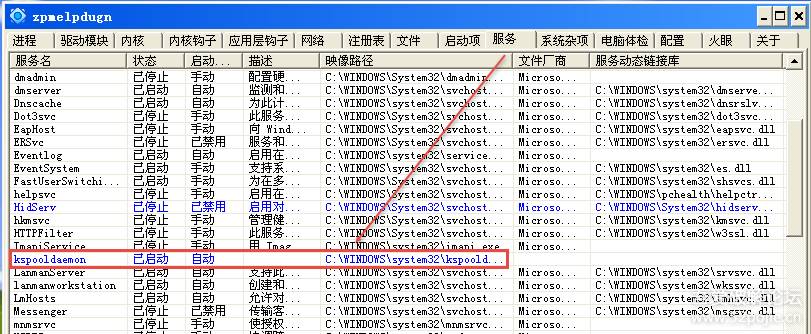 zpmelpdugn
进程 驱动模块 内核 内核钩子 应用层钩子 网络 注册表 文件 启动项 服务 系统杂项 电脑体检 配置 火眼 关于
服务名 状态 启动... 描述 映像路径 文件厂商 服务动态链接库
dmadmin 已停止 手动 配置硬... C:\WINDOWS\System32\dmadmin... Microso...
dmserver 已启动 自动 监测和... C:\WINDOWS\System32\svchost... Microso... C:\WINDOWS\system32\dmserve...
Dnscache 已启动 自动 为此计... C:\WINDOWS\system32\svchost... Microso... C:\WINDOWS\system32\dnsrslv...
Dot3svc 已停止 手动 此服务... C:\WINDOWS\System32\svchost... Microso... C:\WINDOWS\system32\dot3svc...
EapHost 已停止 手动 向 Wind... C:\WINDOWS\System32\svchost... Microso... C:\WINDOWS\system32\eapsvc.dll
ERSvc 已停止 已禁用 服务和... C:\WINDOWS\System32\svchost... Microso... C:\WINDOWS\system32\ersvc.dll
Eventlog 已启动 自动 启用在... C:\WINDOWS\system32\service... Microso...
EventSystem 已启动 手动 支持系... C:\WINDOWS\system32\svchost... Microso... C:\WINDOWS\system32\es.dll
FastUserSwitchi... 已启动 手动 为在多... C:\WINDOWS\System32\svchost... Microso... C:\WINDOWS\system32\shsvcs.dll
helpsvc 已停止 手动 启用在... C:\WINDOWS\System32\svchost... Microso... C:\WINDOWS\pchealth\helpctr...
HidServ 已停止 已禁用 启用对... C:\WINDOWS\System32\svchost... Microso... C:\WINDOWS\System32\hidserv...
hkmsvc 已停止 手动 管理健... C:\WINDOWS\System32\svchost... Microso... C:\WINDOWS\system32\kmsvc.dll
HTTPFilter 已停止 手动 此服务... C:\WINDOWS\System32\svchost... Microso... C:\WINDOWS\system32\w3ssl.dll
ImapiService 已停止 手动 用 Imag... C:\WINDOWS\system32\imapi.exe Microso...
kspooldaemon 已启动 自动 C:\WINDOWS\system32\kspoold...
LanmanServer 已启动 自动 支持此... C:\WINDOWS\system32\svchost... Microso... C:\WINDOWS\system32\srvsvc.dll
lanmanworkstation 已启动 自动 创建和... C:\WINDOWS\system32\svchost... Microso... C:\WINDOWS\system32\wkssvc.dll
LmHosts 已启动 自动 允许对... C:\WINDOWS\system32\svchost... Microso... C:\WINDOWS\system32\lmhsvc.dll
Messenger 已启动 自动 传输客... C:\WINDOWS\system32\svchost... Microso... C:\WINDOWS\system32\msgsvc.dll
已停止 手动 使授权... C:\WINDOWS\system32\mnmsrvc... Microso...